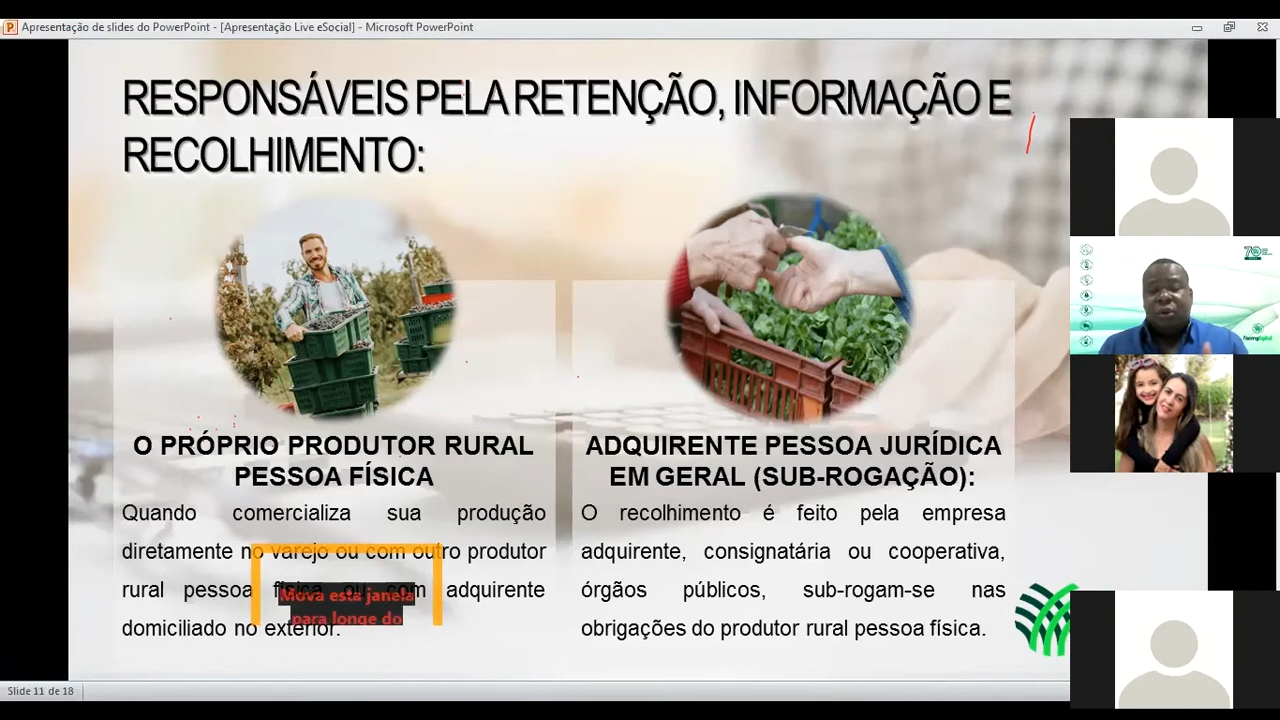 Apresentação de slides do PowerPoint - [Apresentação Live eSocial] - Microsoft PowerPoint
RESPONSÁVEIS PELA RETENÇÃO, INFORMAÇÃO E
RECOLHIMENTO:
O PRÓPRIO PRODUTOR RURAL
PESSOA FÍSICA
Quando comercializa sua produção
diretamente no varejo ou com outro produtor
rural pessoa física ou com adquirente
domiciliado no exterior.
Mova esta janela
para longe do
ADQUIRENTE PESSOA JURÍDICA
EM GERAL (SUB-ROGAÇÃO):
O recolhimento é feito pela empresa
adquirente, consignatária ou cooperativa,
órgãos públicos, sub-rogam-se nas
obrigações do produtor rural pessoa física.
70
Slide 11 de 18